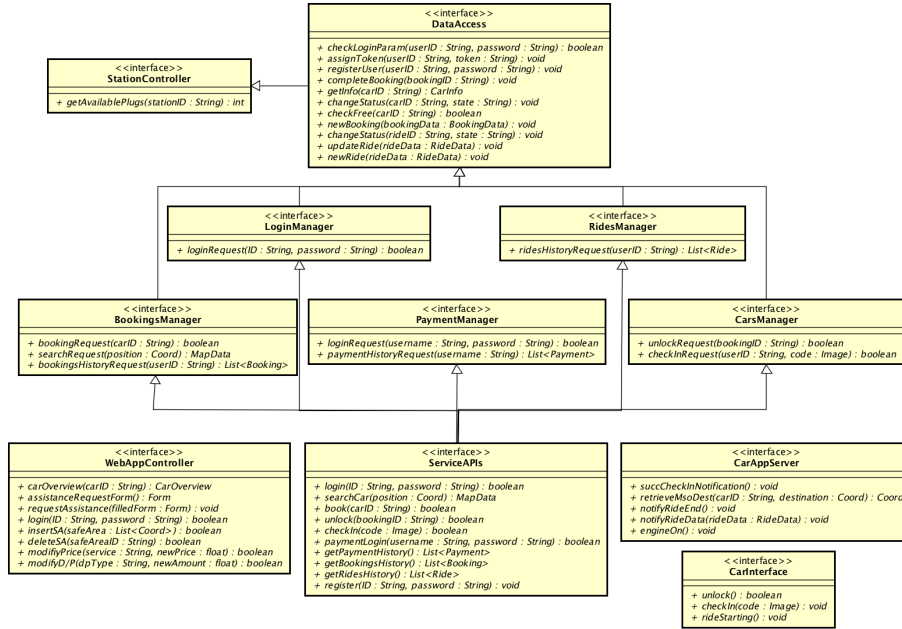 <<interface>>
DataAccess
+ checkLoginParam(userID : String, password : String) : boolean
+ assignToken(userID : String, token : String) : void
+ registerUser(userID : String, password : String) : void
+ completeBooking(bookingID : String) : void
+ getInfo(carID : String) : CarInfo
+ changeStatus(carID : String, state : String) : void
+ checkFree(carID : String) : boolean
+ newBooking(bookingData : BookingData) : void
+ changeStatus(rideID : String, state : String) : void
+ updateRide(rideData : RideData) : void
+ newRide(rideData : RideData) : void
<<interface>>
StationController
+ getAvailablePlugs(stationID : String) : int
<<interface>>
LoginManager
+ loginRequest(ID : String, password : String) : boolean
<<interface>>
RidesManager
+ ridesHistoryRequest(userID : String) : List<Ride>
<<interface>>
BookingsManager
+ bookingRequest(carID : String) : boolean
+ searchRequest(position : Coord) : MapData
+ bookingsHistoryRequest(userID : String) : List<Booking>
<<interface>>
PaymentManager
+ loginRequest(username : String, password : String) : boolean
+ paymentHistoryRequest(username : String) : List<Payment>
<<interface>>
CarsManager
+ unlockRequest(bookingID : String) : boolean
+ checkInRequest(userID : String, code : Image) : boolean
<<interface>>
WebAppController
+ carOverview(carID : String) : CarOverview
+ assistanceRequestForm() : Form
+ requestAssistance(filledForm : Form) : void
+ login(ID : String, password : String) : boolean
+ insertSA(safeArea : List<Coord>) : boolean
+ deleteSA(safeAreaID : String) : boolean
+ modifiyPrice(service : String, newPrice : float) : boolean
+ modifyD/P(dpType : String, newAmount : float) : boolean
<<interface>>
ServiceAPIs
+ login(ID : String, password : String) : boolean
+ searchCar(position : Coord) : MapData
+ book(carID : String) : boolean
+ unlock(bookingID : String) : boolean
+ checkIn(code : Image) : boolean
+ paymentLogin(username : String, password : String) : boolean
+ getPaymentHistory() : List<Payment>
+ getBookingsHistory() : List<Booking>
+ getRidesHistory() : List<Ride>
+ register(ID : String, password : String) : void
<<interface>>
CarAppServer
+ succCheckInNotification() : void
+ retrieveMsoDest(carID : String, destination : Coord) : Coord
+ notifyRideEnd() : void
+ notifyRideData(rideData : RideData) : void
+ engineOn() : void
<<interface>>
CarInterface
+ unlock() : boolean
+ checkIn(code : Image) : void
+ rideStarting() : void